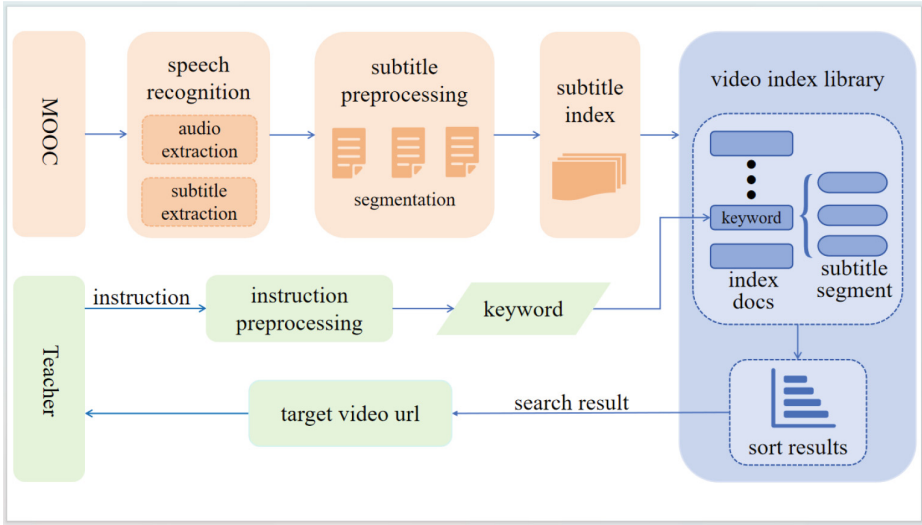 MOOC
speech
recognition
audio
extraction
subtitle
extraction
subtitle
preprocessing
segmentation
subtitle
index
video index library
keyword
index
docs
subtitle
segment
Teacher
instruction
instruction
preprocessing
keyword
target video url
search result
sort results